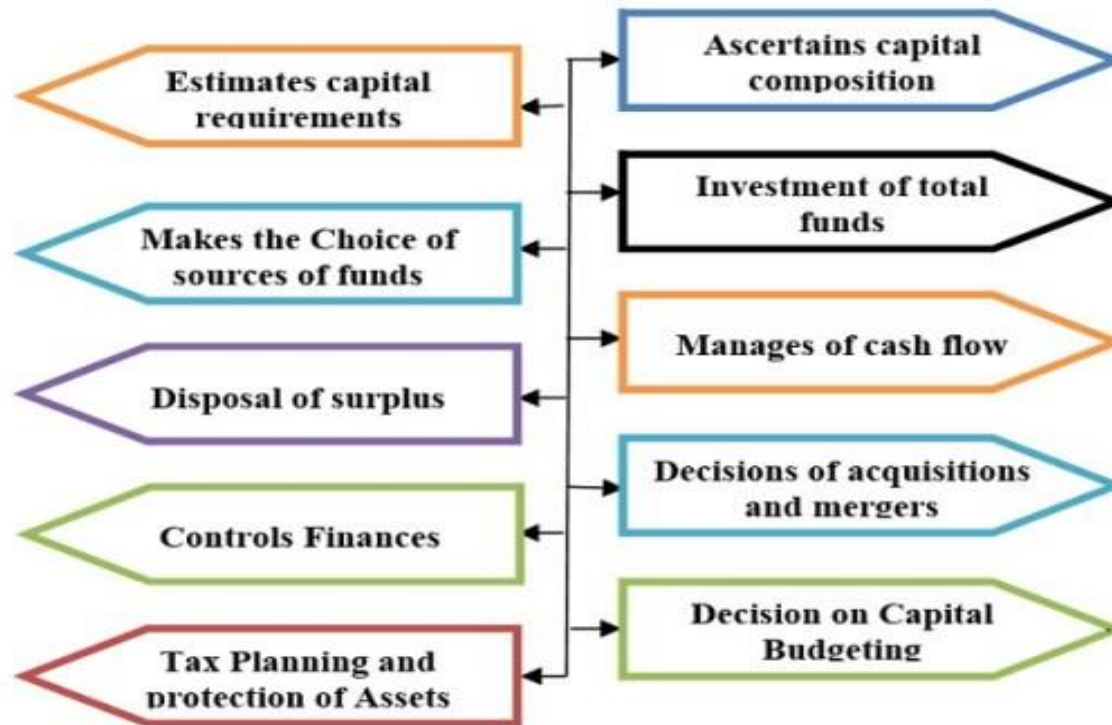 Ascertains capital
composition
Estimates capital
requirements
Investment of total
funds
Makes the Choice of
sources of funds
Manages of cash flow
Disposal of surplus
Decisions of acquisitions
and mergers
Controls Finances
Decision on Capital
Budgeting
Tax Planning and
protection of Assets